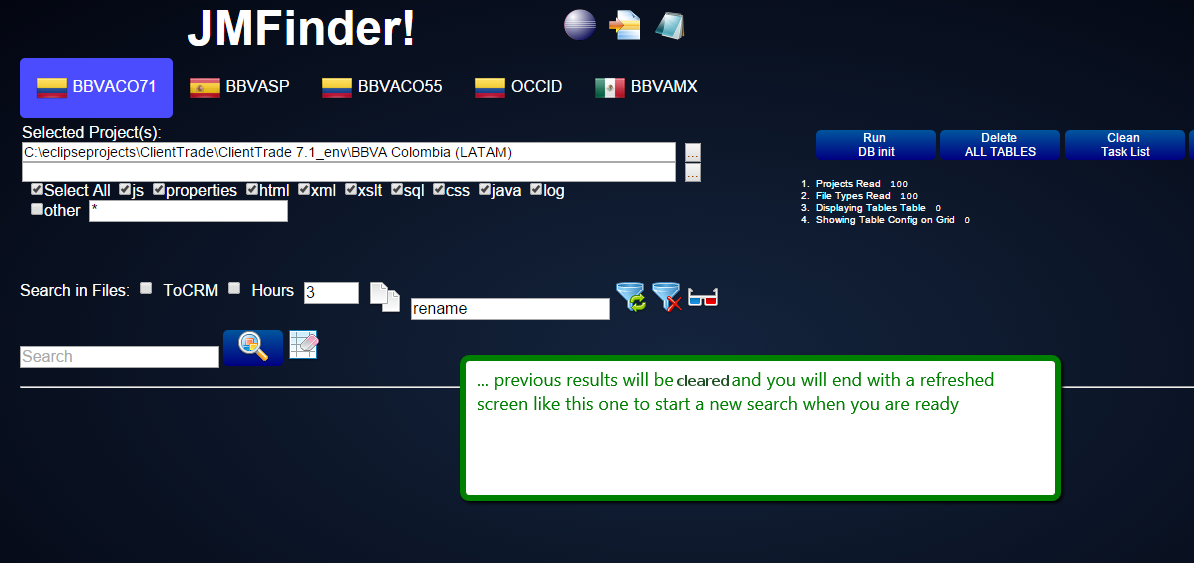 JMFinder!
BBVACO71 BBVASP BBVACO55 OCCID BBVAMX
Selected Project(s):
C:\eclipseprojects\ClientTrade\ClientTrade 7.1_env\BBVA Colombia (LATAM) ...
...
Select All js properties html xml xslt sql css java log
other *
Run
DB init
Delete
ALL TABLES
Clean
Task List
1. Projects Read 100
2. File Types Read 100
3. Displaying Tables Table 0
4. Showing Table Config on Grid 0
Search in Files: ToCRM Hours 3 rename
Search
... previous results will be cleared and you will end with a refreshed
screen like this one to start a new search when you are ready